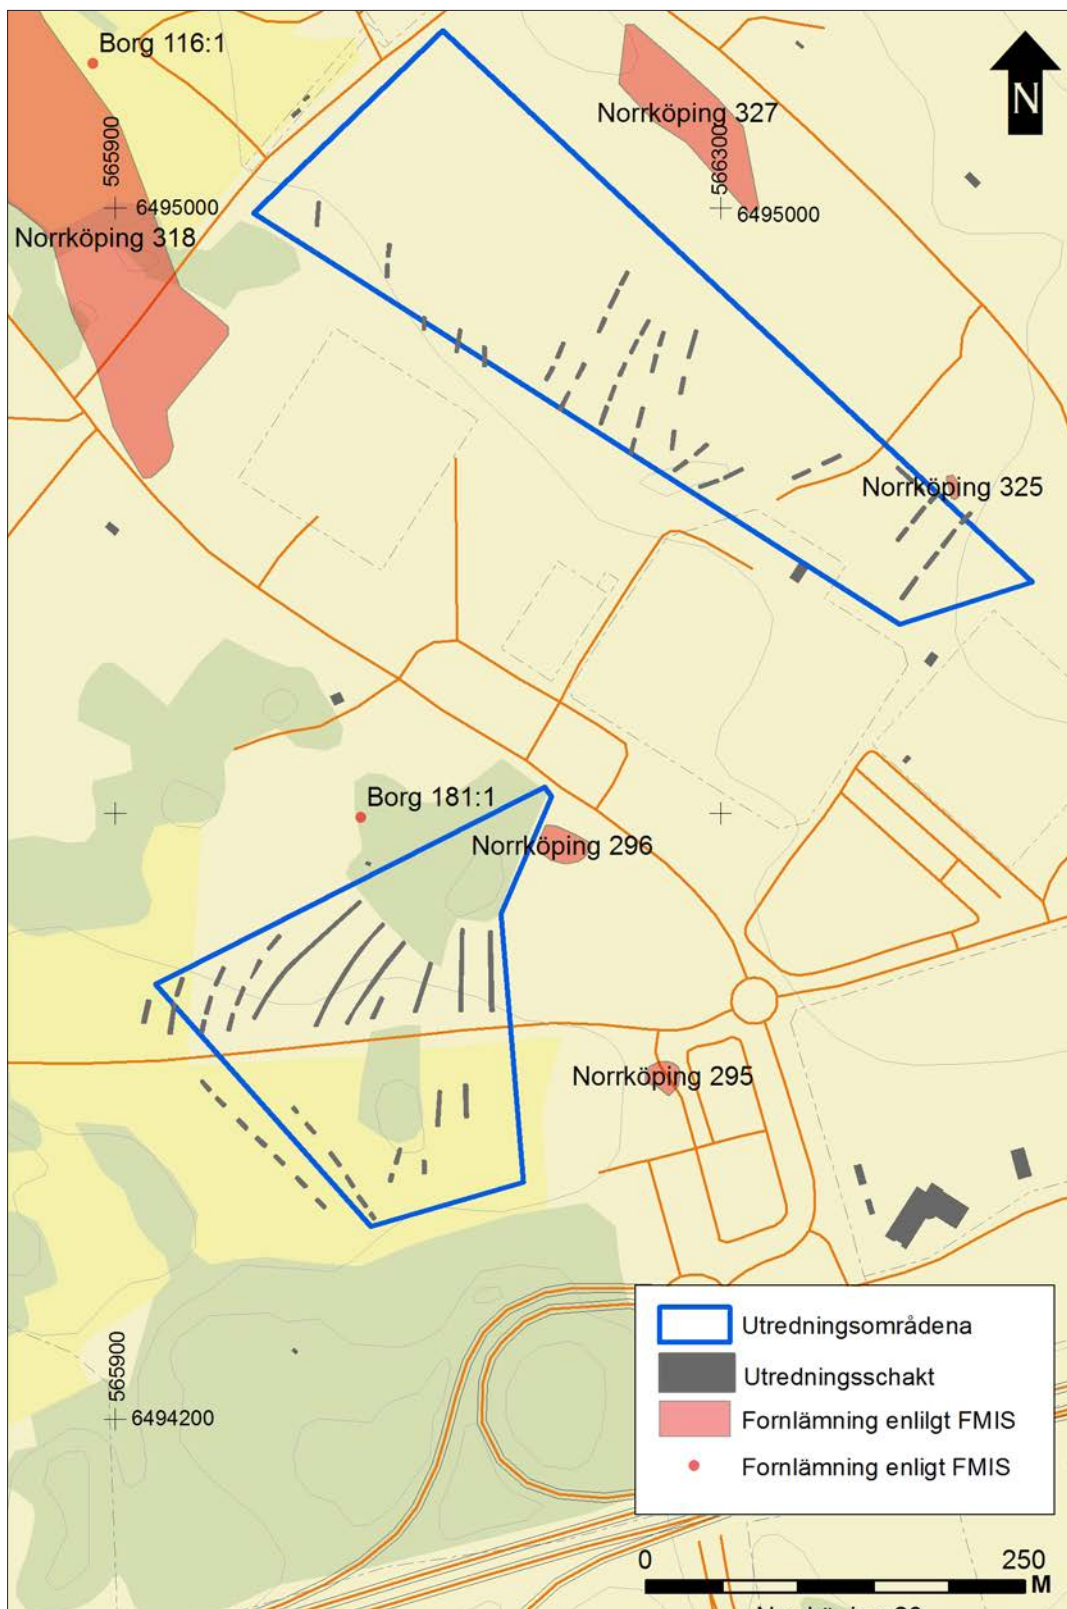 Borg 116:1
N
Norrköping 327
565900
566300
6495000
6495000
Norrköping 318
Norrköping 325
Borg 181:1
Norrköping 296
Norrköping 295
Utredningsområdena
565900
Utredningsschakt
6494200
Fornlämning enlilgt FMIS
Fornlämning enligt FMIS
0 250
M